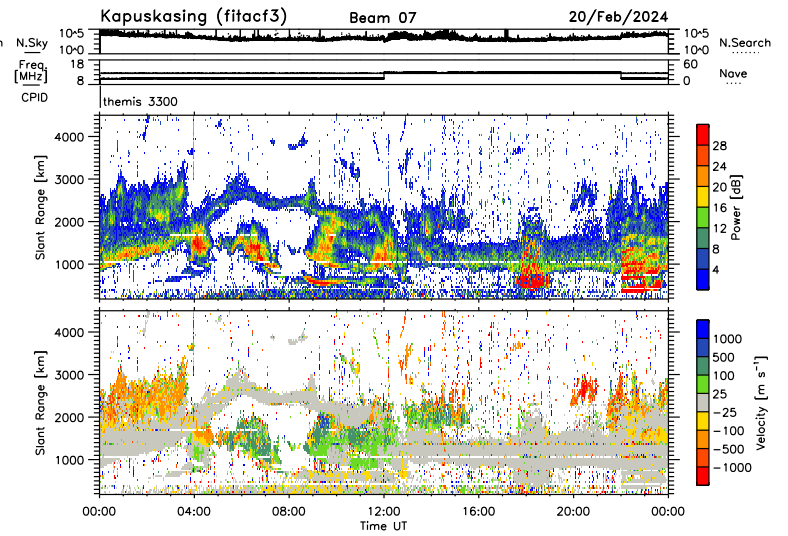 Kapuskasing (fitacf3) Beam 07 20/Feb/2024
N.Sky 10^5 10^0 10^5 10^0 N.Search
Freq. [MHz] 18 8 60 0 Nave
CPID themis 3300
Slant Range [km] 4000 3000 2000 1000
Power [dB] 28 24 20 16 12 8 4
Slant Range [km] 4000 3000 2000 1000
Velocity [m s⁻¹] 1000 500 100 25 −25 −100 −500 −1000
00:00 04:00 08:00 12:00 16:00 20:00 00:00
Time UT